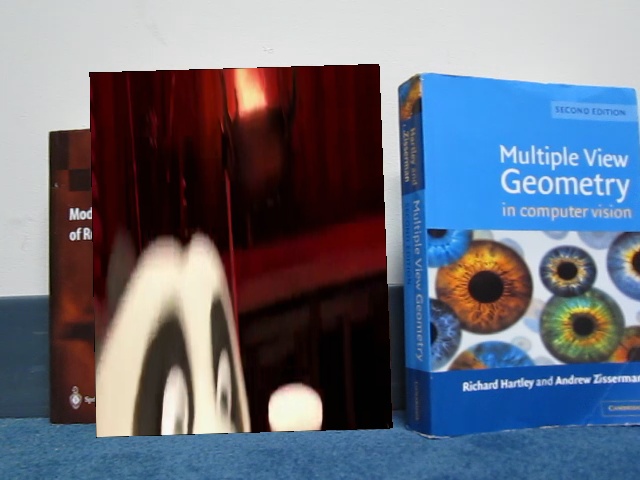 Mod
of R
SECOND EDITION
Multiple View
Geometry
in computer vision
Hartley and
Zisserman
Multiple View Geometry
Richard Hartley and Andrew Zisserman